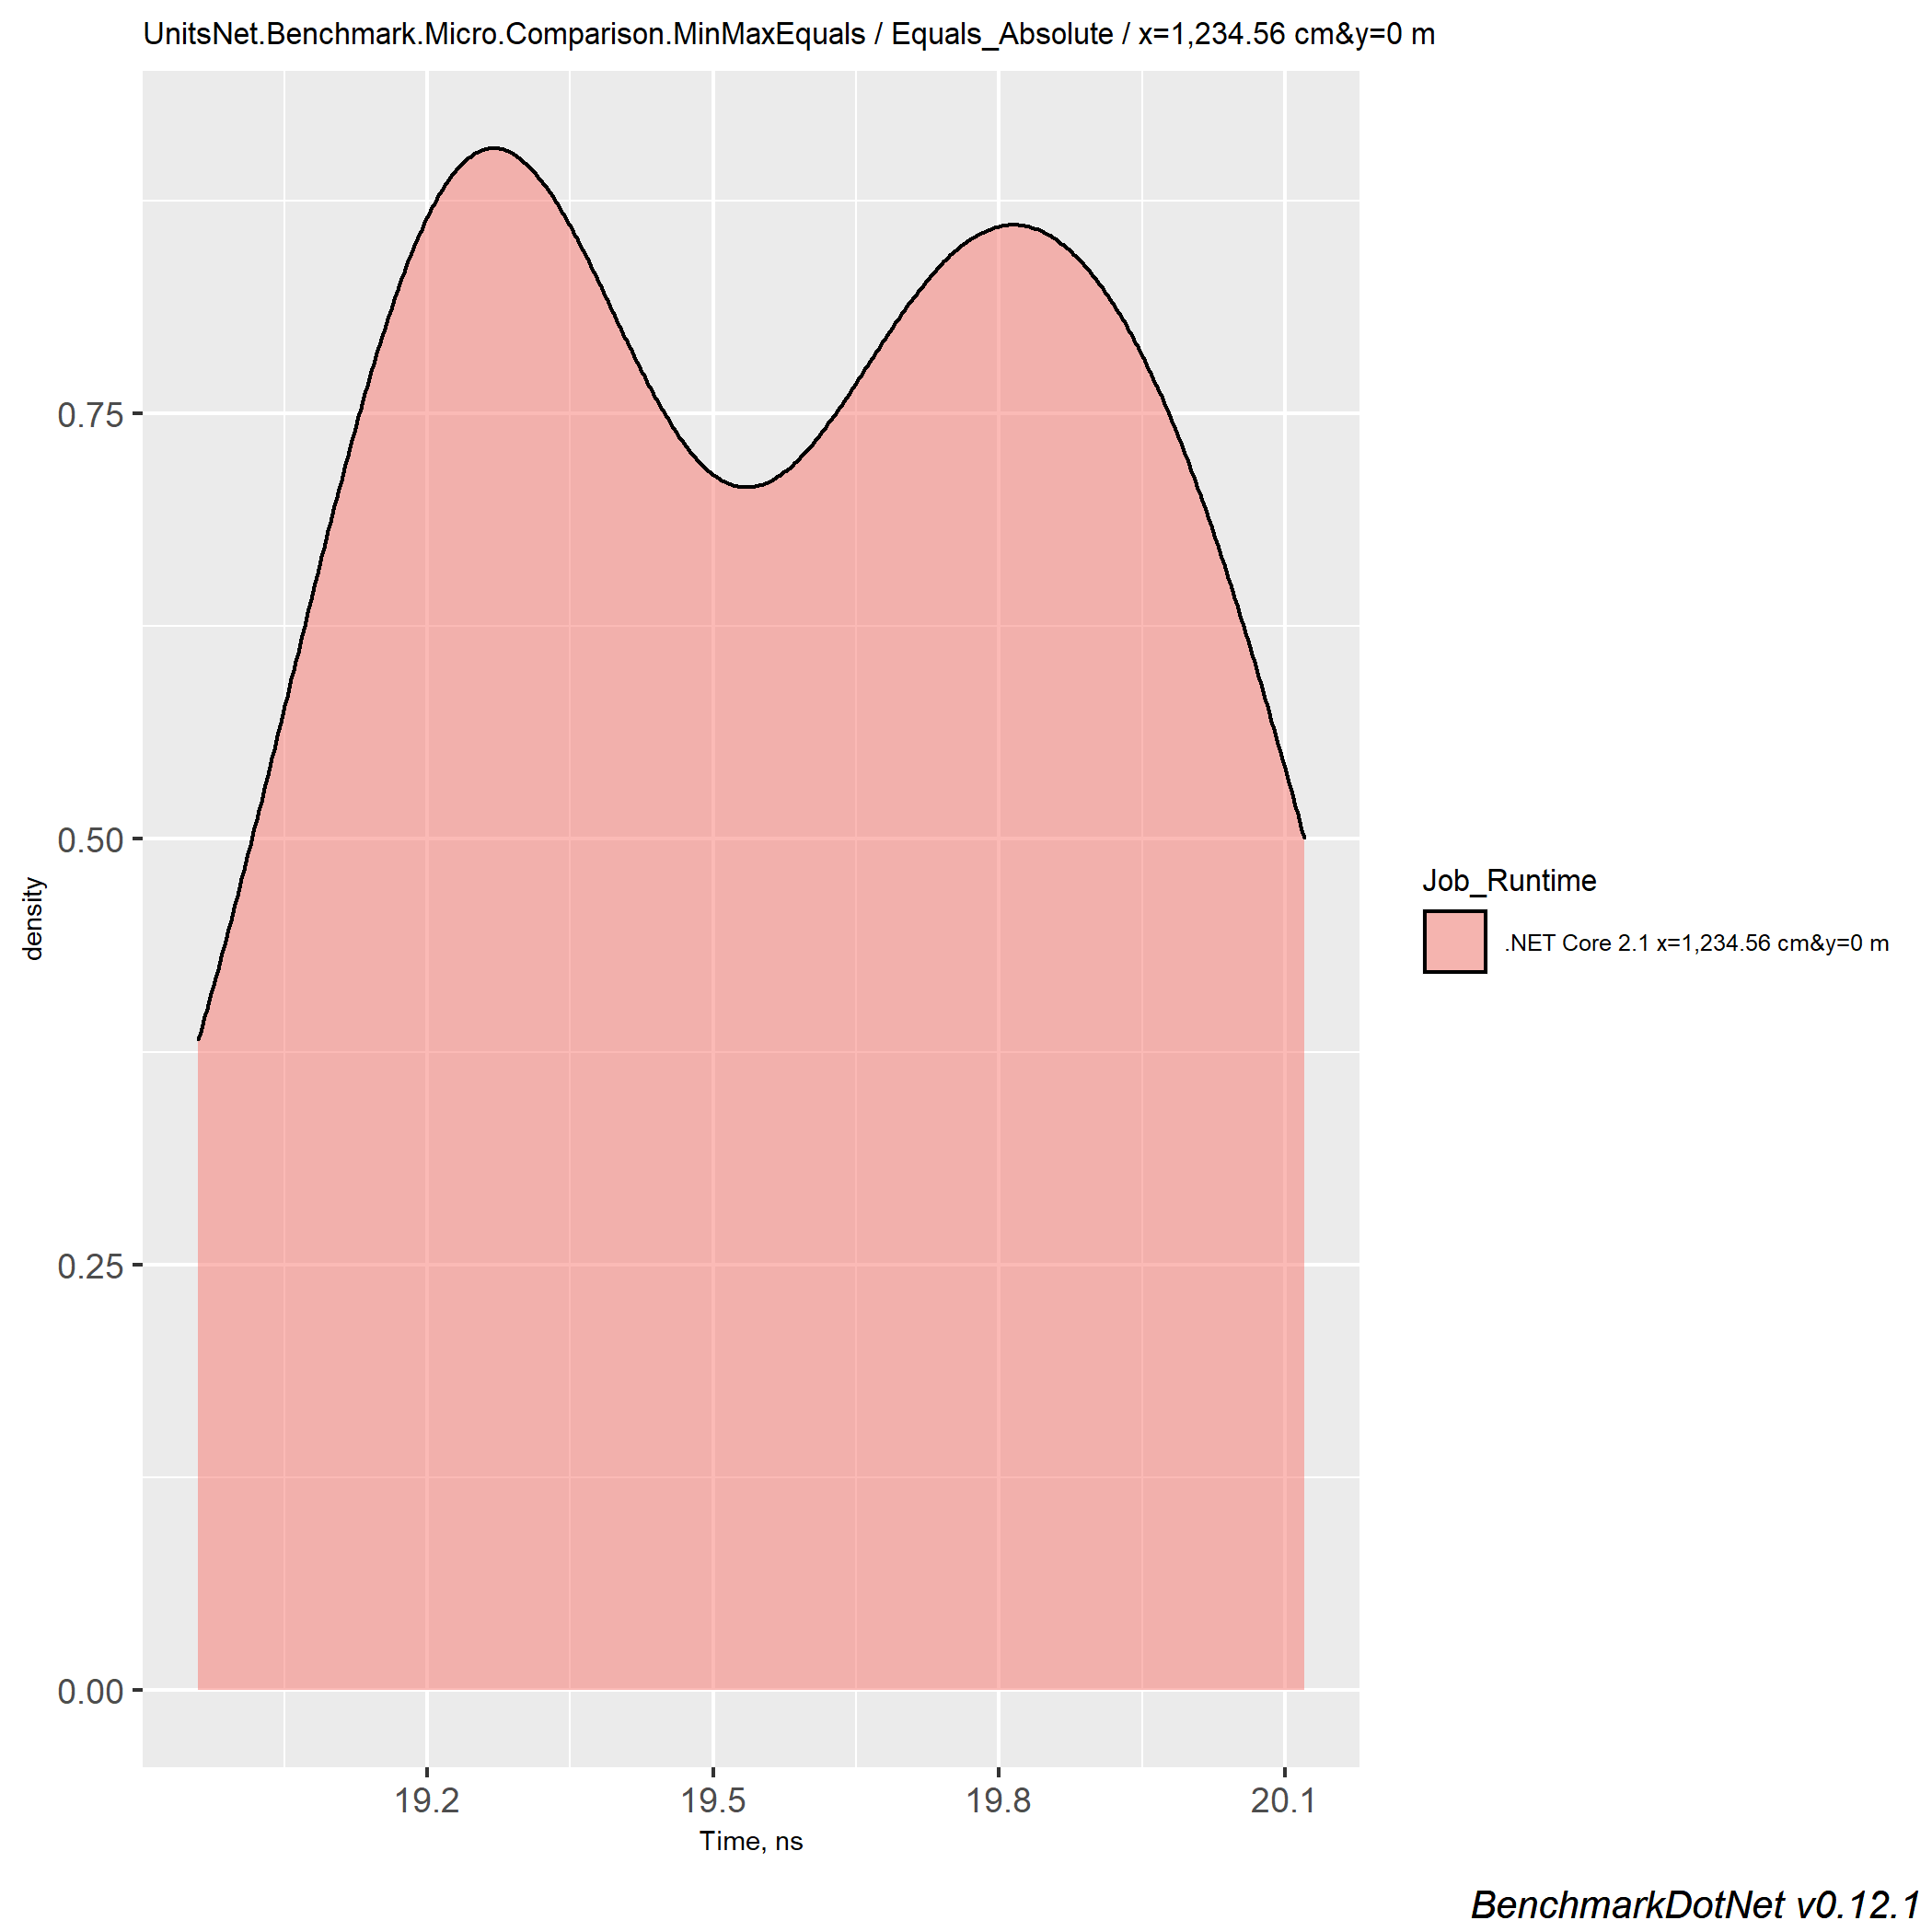 UnitsNet.Benchmark.Micro.Comparison.MinMaxEquals / Equals_Absolute / x=1,234.56 cm&y=0 m
0.75
0.50
0.25
0.00
density
19.2 19.5 19.8 20.1
Time, ns
Job_Runtime
.NET Core 2.1 x=1,234.56 cm&y=0 m
BenchmarkDotNet v0.12.1